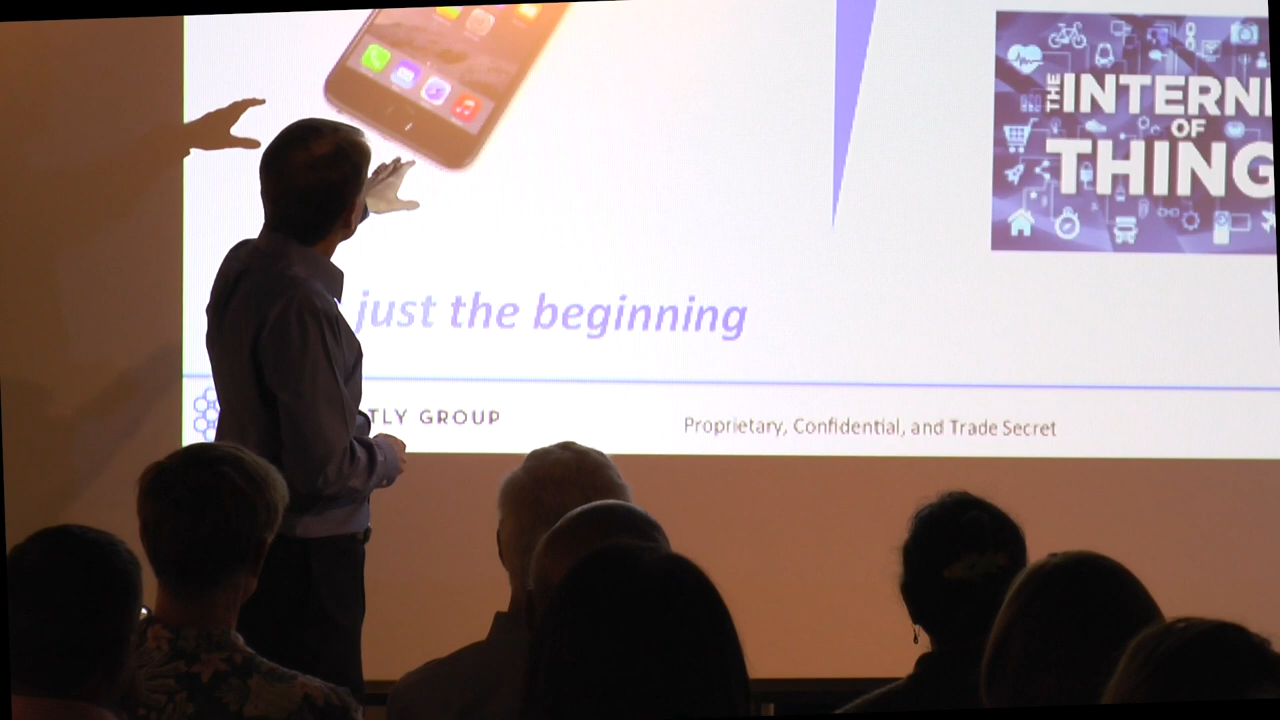 THE INTERN
OF
THING
just the beginning
TLY GROUP
Proprietary, Confidential, and Trade Secret